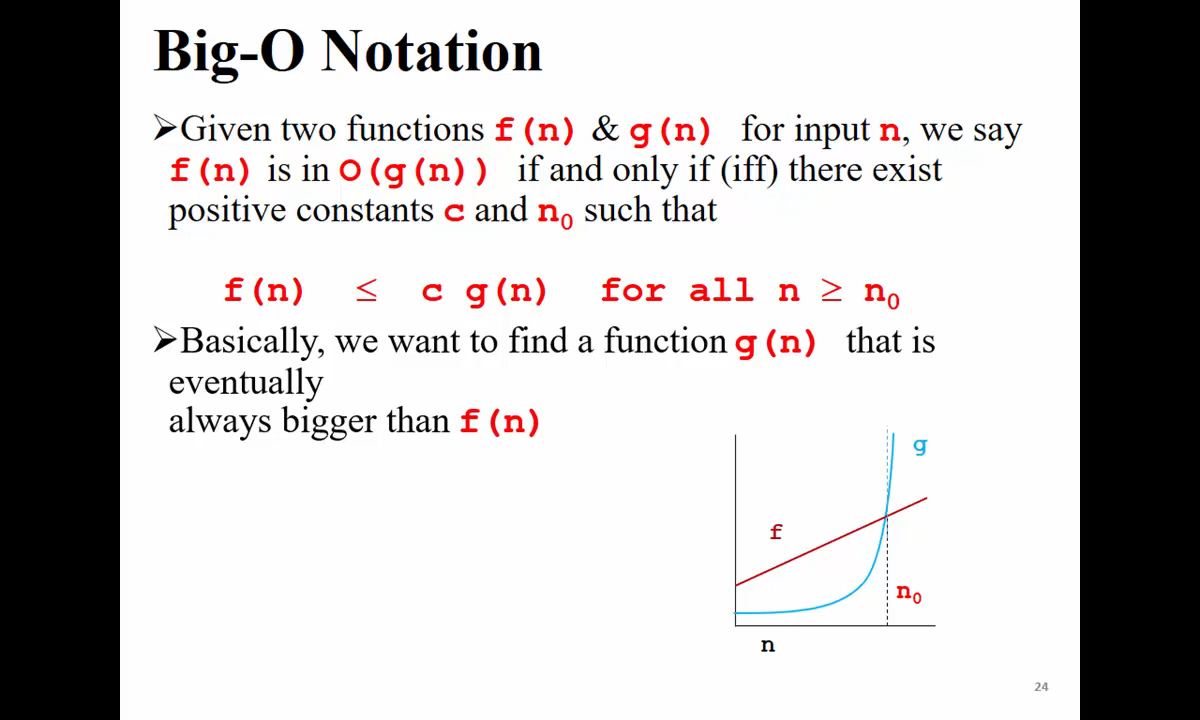 Big-O Notation
➢Given two functions f(n) & g(n) for input n, we say
f(n) is in O(g(n)) if and only if (iff) there exist
positive constants c and n₀ such that
f(n) ≤ c g(n) for all n ≥ n₀
➢Basically, we want to find a function g(n) that is
eventually
always bigger than f(n)
g
f
n₀
n
24